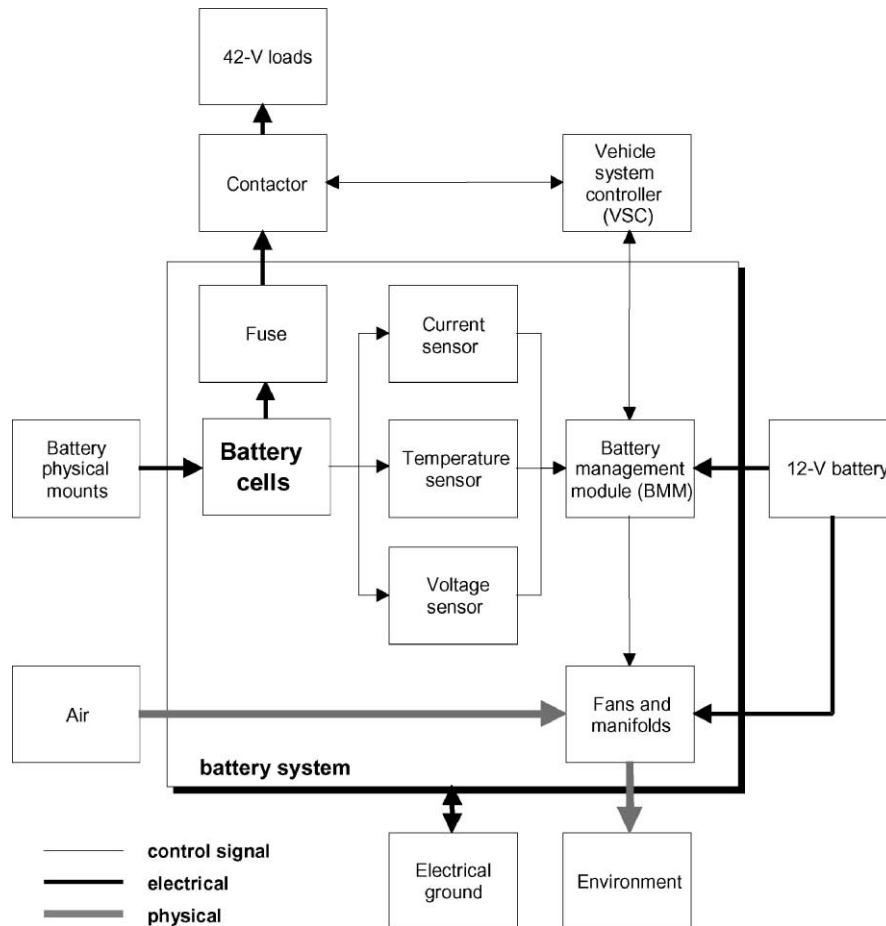 42-V loads
Contactor
Vehicle
system
controller
(VSC)
Fuse
Current
sensor
Battery
physical
mounts
Battery
cells
Temperature
sensor
Battery
management
module (BMM)
12-V battery
Voltage
sensor
Air
Fans and
manifolds
battery system
Electrical
ground
Environment
control signal
electrical
physical